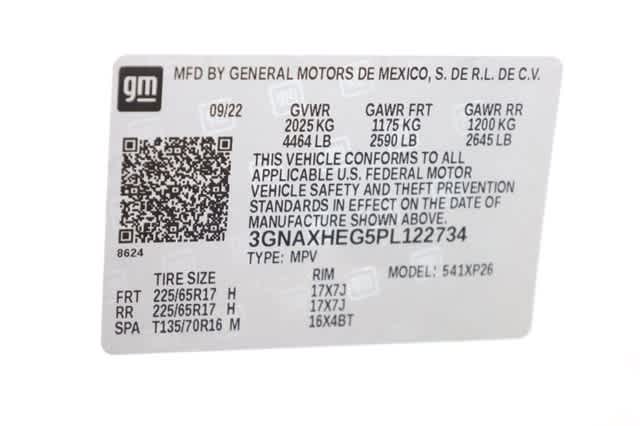 gm MFD BY GENERAL MOTORS DE MEXICO, S. DE R.L. DE C.V.
09/22 GVWR GAWR FRT GAWR RR
2025 KG 1175 KG 1200 KG
4464 LB 2590 LB 2645 LB
THIS VEHICLE CONFORMS TO ALL
APPLICABLE U.S. FEDERAL MOTOR
VEHICLE SAFETY AND THEFT PREVENTION
STANDARDS IN EFFECT ON THE DATE OF
MANUFACTURE SHOWN ABOVE.
3GNAXHEG5PL122734
8624
TYPE: MPV MODEL: 541XP26
TIRE SIZE RIM
FRT 225/65R17 H 17X7J
RR 225/65R17 H 17X7J
SPA T135/70R16 M 16X4BT